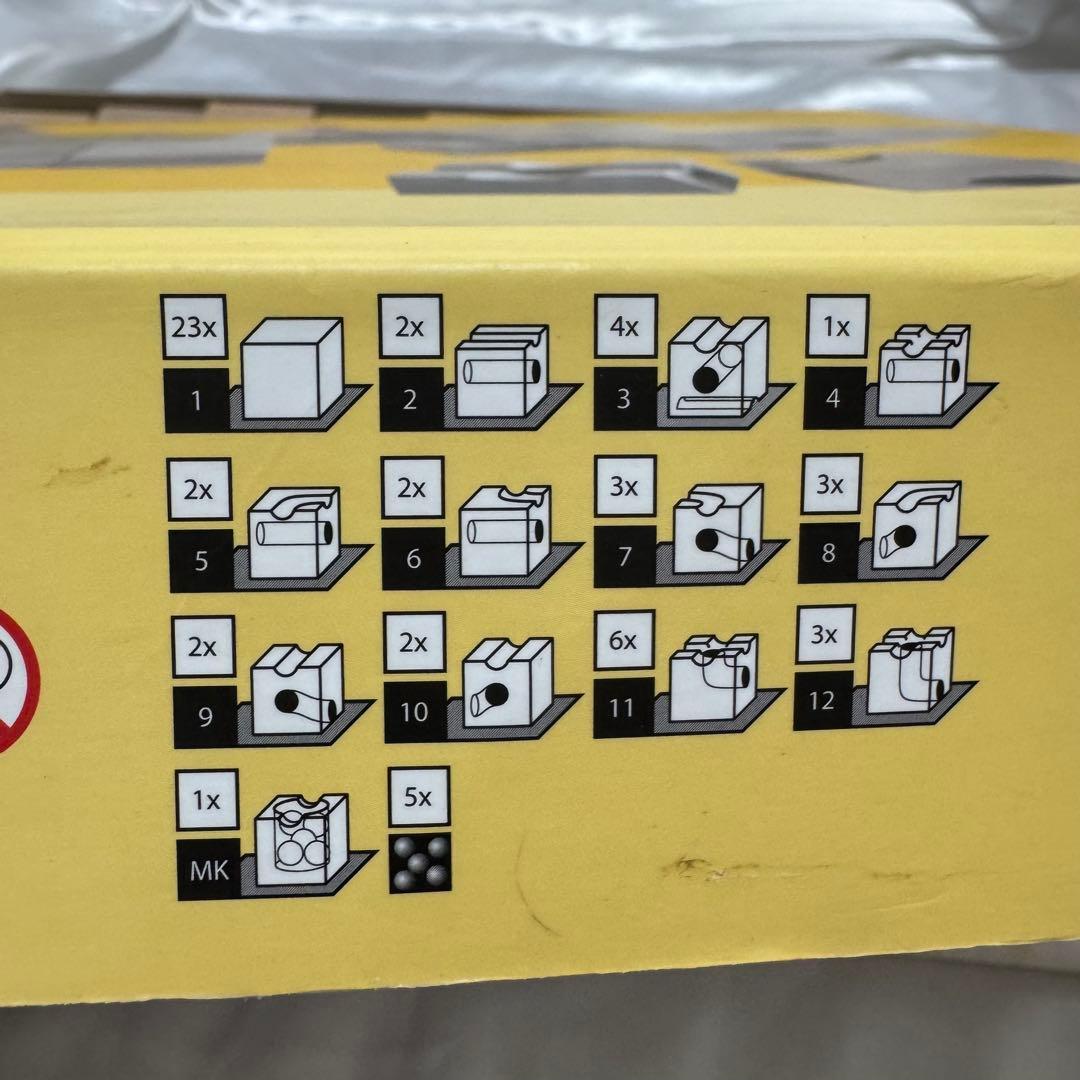 23x 2x 4x 1x
1 2 3 4
2x 2x 3x 3x
5 6 7 8
2x 2x 6x 3x
9 10 11 12
1x 5x
MK